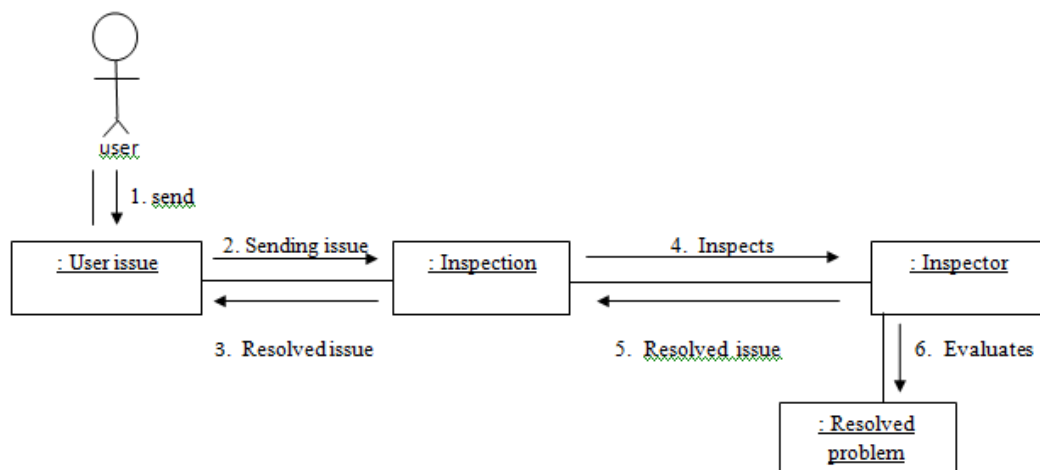 user
1. send
2. Sending issue
4. Inspects
: User issue
: Inspection
: Inspector
3. Resolved issue
5. Resolved issue
6. Evaluates
: Resolved
problem